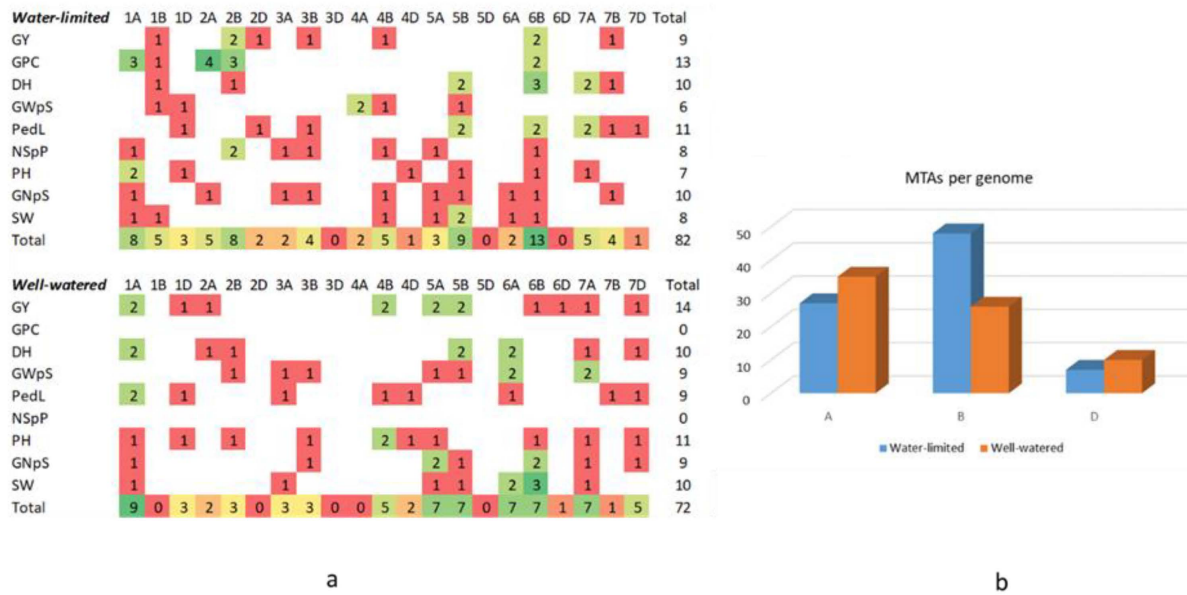 Water-limited 1A 1B 1D 2A 2B 2D 3A 3B 3D 4A 4B 4D 5A 5B 5D 6A 6B 6D 7A 7B 7D Total
GY 1 2 1 1 1 2 1 9
GPC 3 1 4 3 2 13
DH 1 1 2 3 2 1 10
GWpS 1 1 2 1 1 6
PedL 1 1 1 2 2 2 1 1 11
NSpP 1 2 1 1 1 1 1 8
PH 2 1 1 1 1 1 7
GNpS 1 1 1 1 1 1 1 1 1 1 10
SW 1 1 1 1 2 1 1 8
Total 8 5 3 5 8 2 2 4 0 2 5 1 3 9 0 2 13 0 5 4 1 82
Well-watered 1A 1B 1D 2A 2B 2D 3A 3B 3D 4A 4B 4D 5A 5B 5D 6A 6B 6D 7A 7B 7D Total
GY 2 1 1 2 2 2 1 1 1 1 14
GPC 0
DH 2 1 1 2 2 1 1 10
GWpS 1 1 1 1 1 2 2 9
PedL 2 1 1 1 1 1 1 1 9
NSpP 0
PH 1 1 1 1 2 1 1 1 1 1 11
GNpS 1 1 2 1 2 1 1 9
SW 1 1 1 1 2 3 1 10
Total 9 0 3 2 3 0 3 3 0 0 5 2 7 7 0 7 7 1 7 1 5 72
a
MTAs per genome
50
40
30
20
10
0
A B D
Water-limited Well-watered
b